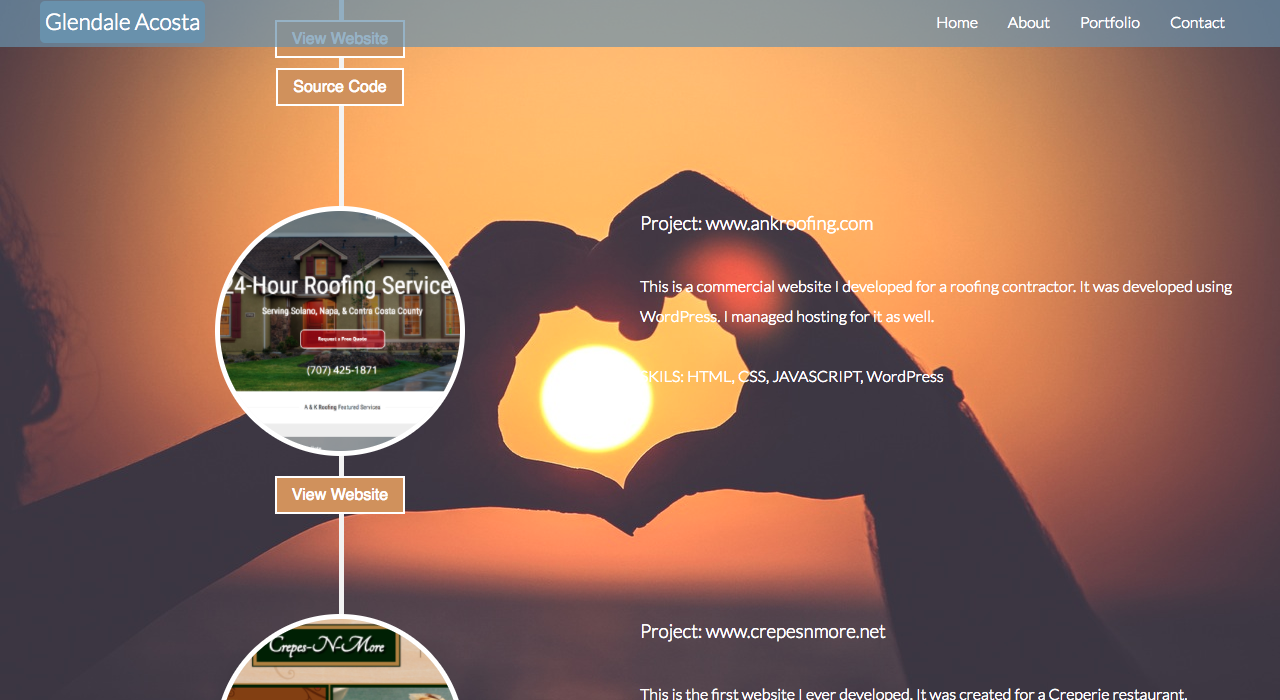 Glendale Acosta
Home
About
Portfolio
Contact
View Website
Source Code
24-Hour Roofing Service
Serving Solano, Napa, & Contra Costa County
Request a Free Quote
(707) 425-1871
A & K Roofing Featured Services
View Website
Project: www.ankroofing.com
This is a commercial website I developed for a roofing contractor. It was developed using
WordPress. I managed hosting for it as well.
SKILS: HTML, CSS, JAVASCRIPT, WordPress
Crepes-N-More
Project: www.crepesnmore.net
This is the first website I ever developed. It was created for a Creperie restaurant.